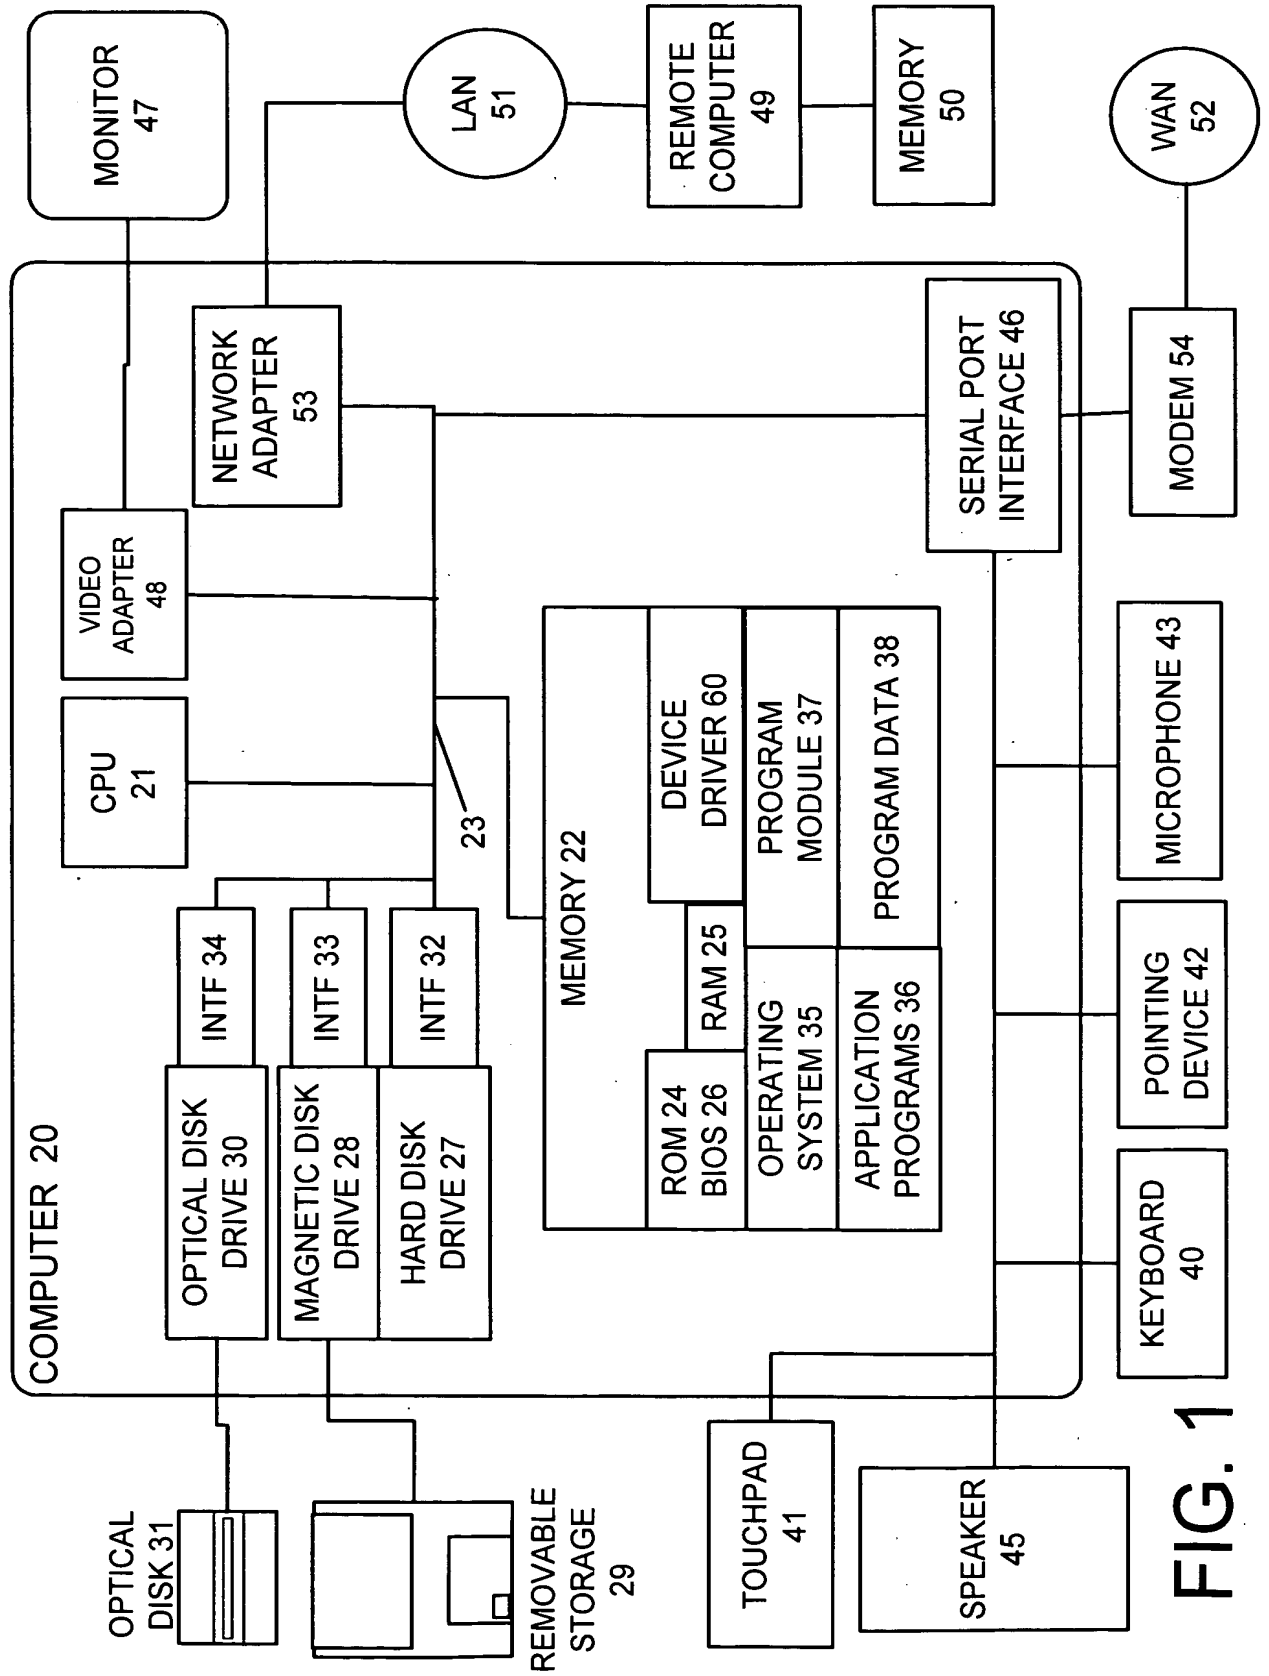 COMPUTER 20
OPTICAL
DISK 31
OPTICAL DISK
DRIVE 30
INTF 34
CPU
21
VIDEO
ADAPTER
48
MONITOR
47
REMOVABLE
STORAGE
29
MAGNETIC DISK
DRIVE 28
INTF 33
HARD DISK
DRIVE 27
INTF 32
23
NETWORK
ADAPTER
53
LAN
51
REMOTE
COMPUTER
49
MEMORY
50
MEMORY 22
ROM 24
BIOS 26
RAM 25
DEVICE
DRIVER 60
OPERATING
SYSTEM 35
PROGRAM
MODULE 37
APPLICATION
PROGRAMS 36
PROGRAM DATA 38
TOUCHPAD
41
SPEAKER
45
SERIAL PORT
INTERFACE 46
KEYBOARD
40
POINTING
DEVICE 42
MICROPHONE 43
MODEM 54
WAN
52
FIG. 1